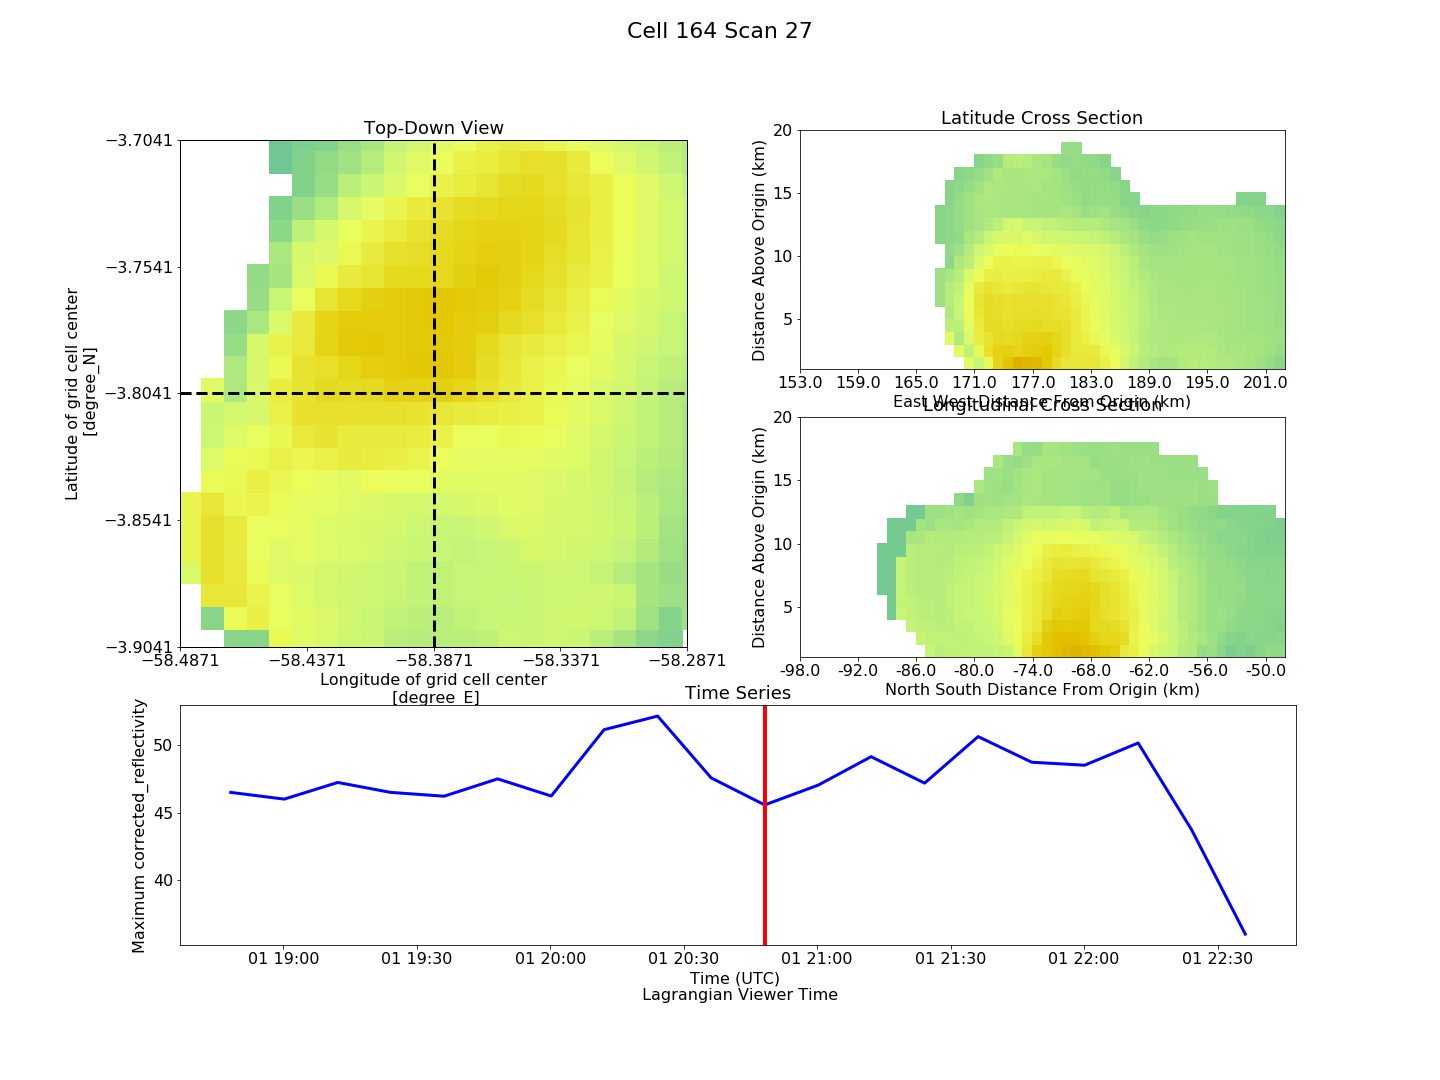 Cell 164 Scan 27
Top-Down View
−3.7041
−3.7541
−3.8041
−3.8541
−3.9041
Latitude of grid cell center
[degree_N]
−58.4871 −58.4371 −58.3871 −58.3371 −58.2871
Longitude of grid cell center
[degree_E]
Latitude Cross Section
20
15
10
5
Distance Above Origin (km)
153.0 159.0 165.0 171.0 177.0 183.0 189.0 195.0 201.0
East West Distance From Origin (km)
Longitudinal Cross Section
20
15
10
5
Distance Above Origin (km)
-98.0 -92.0 -86.0 -80.0 -74.0 -68.0 -62.0 -56.0 -50.0
North South Distance From Origin (km)
Time Series
50
45
40
Maximum corrected_reflectivity
01 19:00 01 19:30 01 20:00 01 20:30 01 21:00 01 21:30 01 22:00 01 22:30
Time (UTC)
Lagrangian Viewer Time